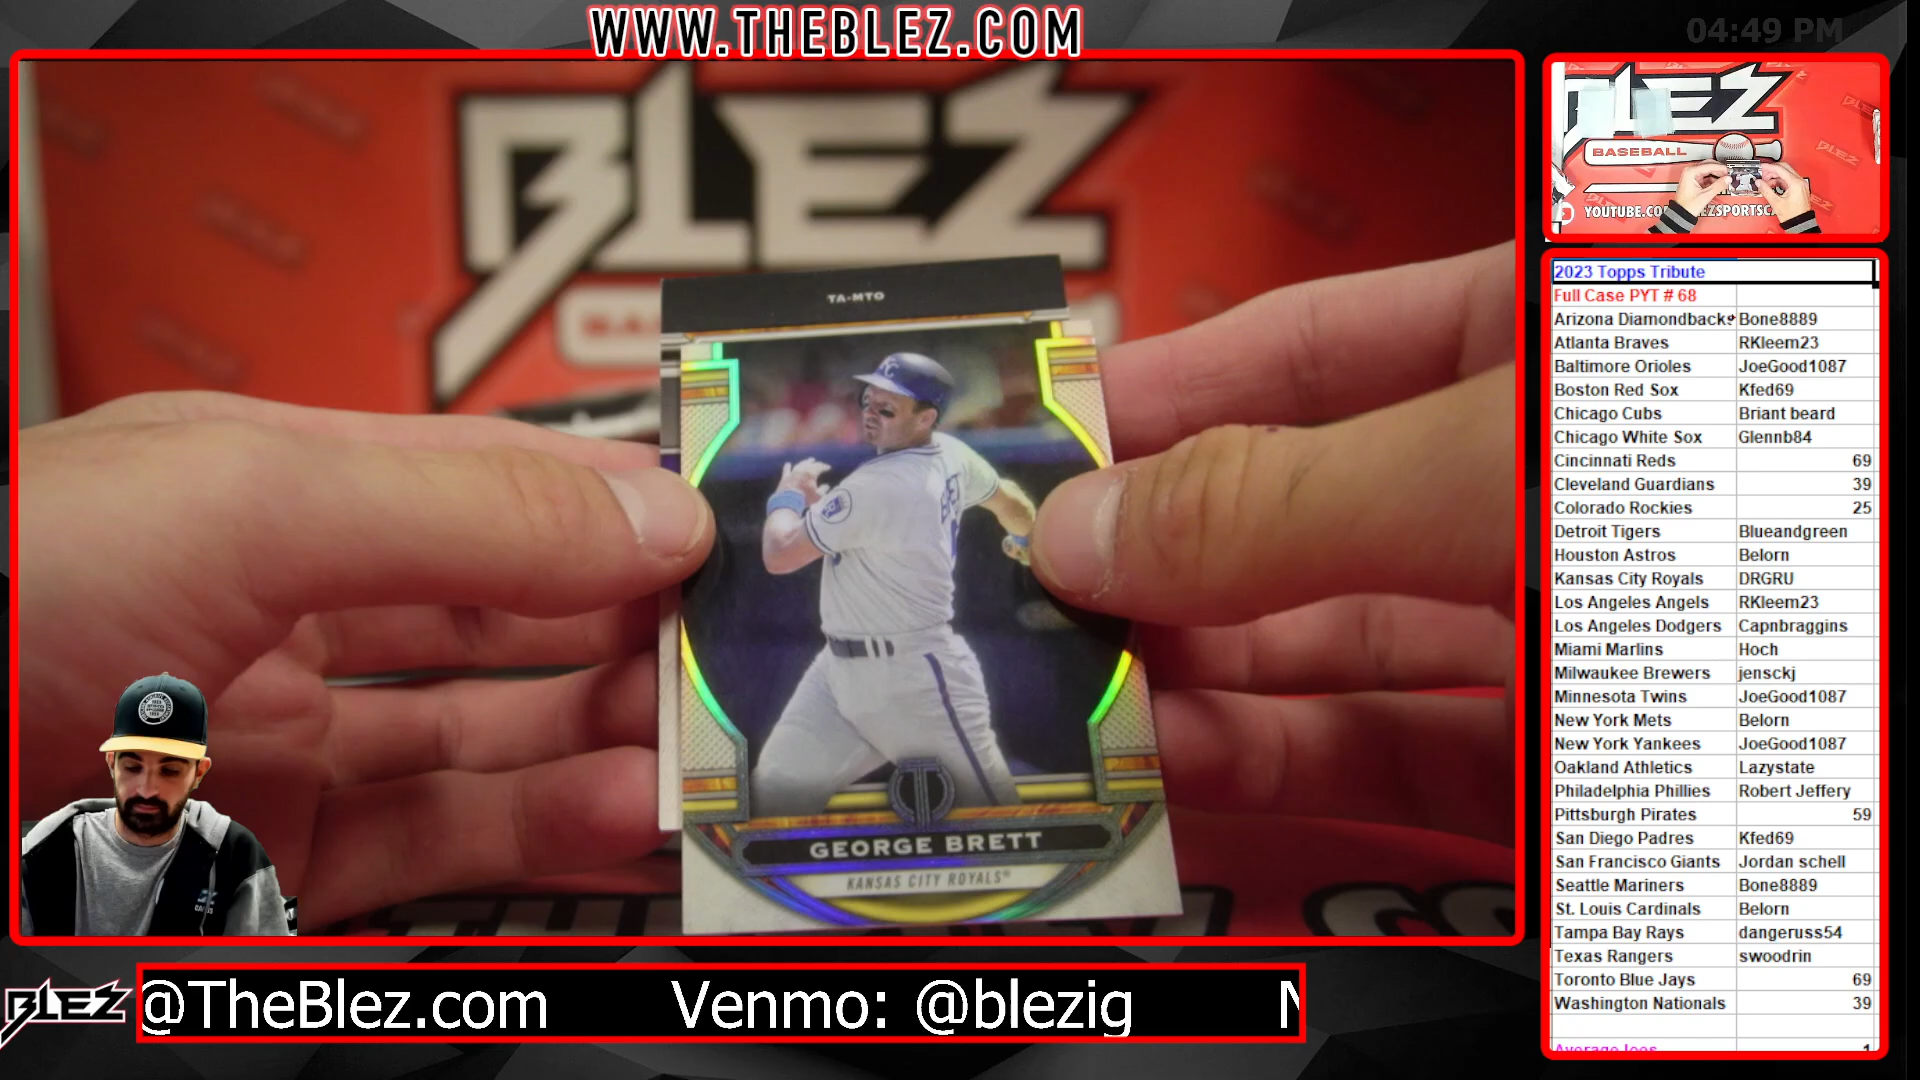 WWW.THEBLEZ.COM
04:49 PM
BLEZ
TA-MTO
KC
GEORGE BRETT
KANSAS CITY ROYALS
BLEZ
BLEZ
BASEBALL
BLEZ
2023 Topps Tribute
Full Case PYT # 68
Arizona Diamondbacks Bone8889
Atlanta Braves RKleem23
Baltimore Orioles JoeGood1087
Boston Red Sox Kfed69
Chicago Cubs Briant beard
Chicago White Sox Glennb84
Cincinnati Reds 69
Cleveland Guardians 39
Colorado Rockies 25
Detroit Tigers Blueandgreen
Houston Astros Belorn
Kansas City Royals DRGRU
Los Angeles Angels RKleem23
Los Angeles Dodgers Capnbraggins
Miami Marlins Hoch
Milwaukee Brewers jensckj
Minnesota Twins JoeGood1087
New York Mets Belorn
New York Yankees JoeGood1087
Oakland Athletics Lazystate
Philadelphia Phillies Robert Jeffery
Pittsburgh Pirates 59
San Diego Padres Kfed69
San Francisco Giants Jordan schell
Seattle Mariners Bone8889
St. Louis Cardinals Belorn
Tampa Bay Rays dangeruss54
Texas Rangers swoodrin
Toronto Blue Jays 69
Washington Nationals 39
BLEZ
@TheBlez.com Venmo: @blezig